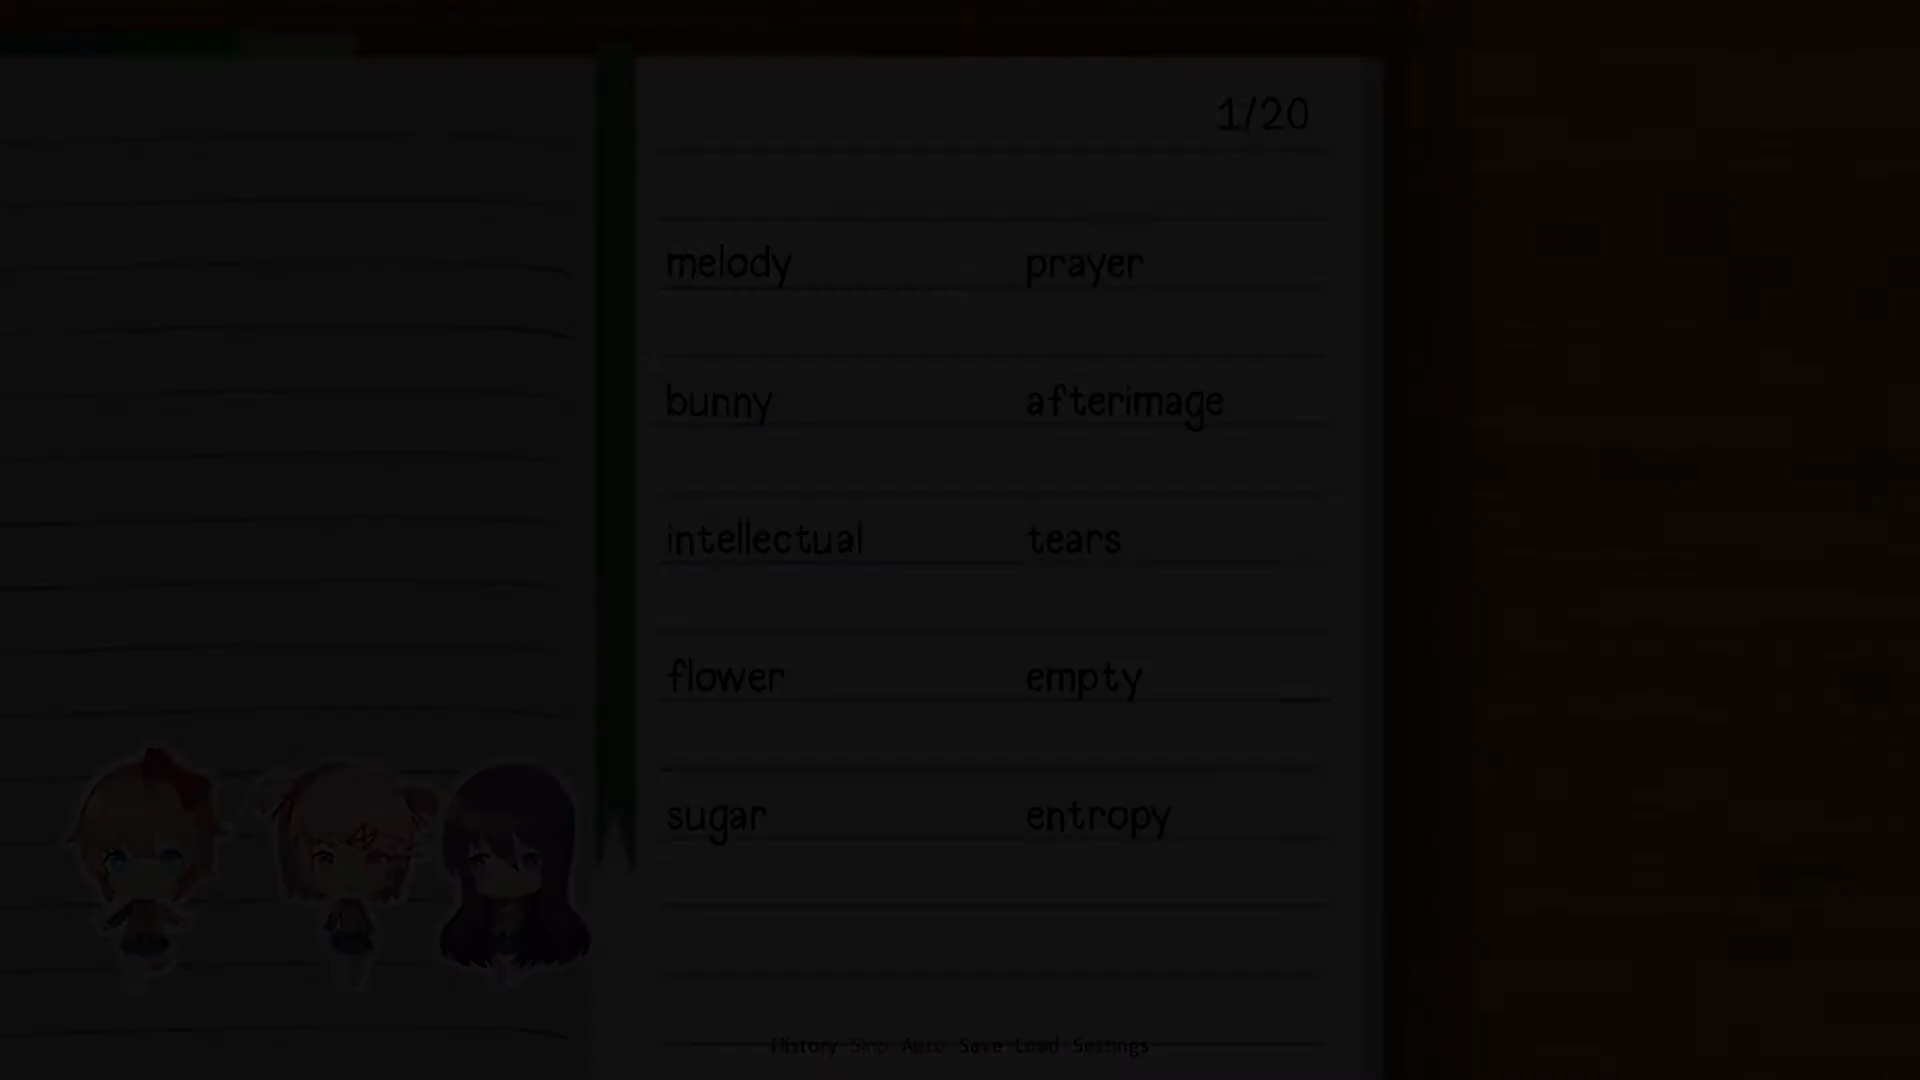 1/20
melody prayer
bunny afterimage
intellectual tears
flower empty
sugar entropy
History Skip Auto Save Load Settings